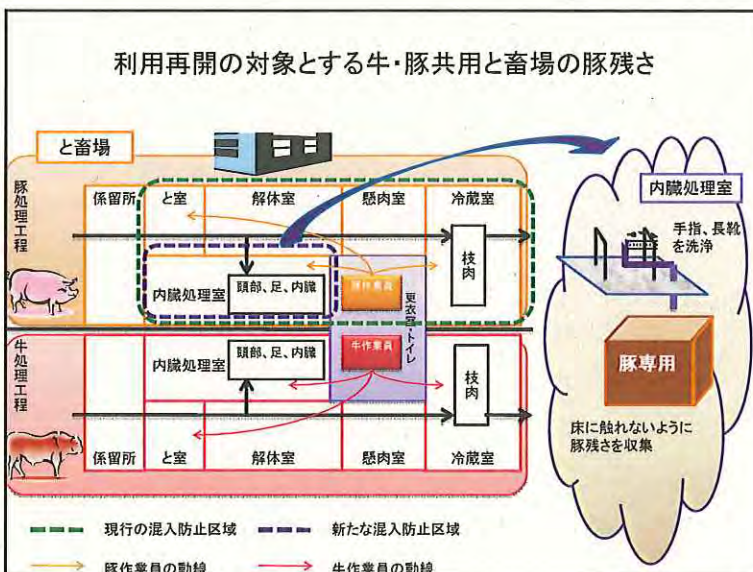 利用再開の対象とする牛・豚共用と畜場の豚残さ
と畜場
豚処理工程
係留所
と室
解体室
懸肉室
冷蔵室
内臓処理室
頭部、足、内臓
豚作業員
更衣室・トイレ
枝肉
牛処理工程
内臓処理室
頭部、足、内臓
牛作業員
枝肉
係留所
と室
解体室
懸肉室
冷蔵室
内臓処理室
手指、長靴
を洗浄
豚専用
床に触れないように
豚残さを収集
現行の混入防止区域
新たな混入防止区域
豚作業員の動線
牛作業員の動線